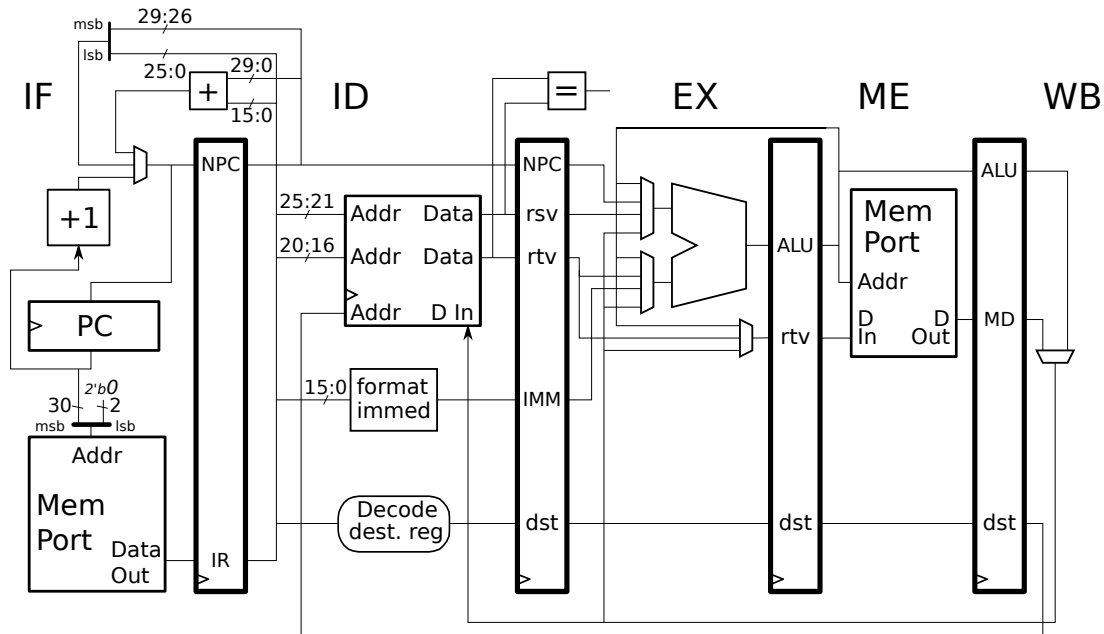 29:26
msb
lsb
25:0
29:0
+
15:0
=
IF
ID
EX
ME
WB
NPC
NPC
ALU
+1
25:21
Addr
Data
rsv
Mem
Port
20:16
Addr
Data
rtv
ALU
Addr
PC
Addr
D In
D
In
D
Out
MD
rtv
2'b0
30
2
msb
lsb
15:0
format
immed
IMM
Addr
Mem
Port
Data
Out
Decode
dest. reg
dst
dst
dst
IR